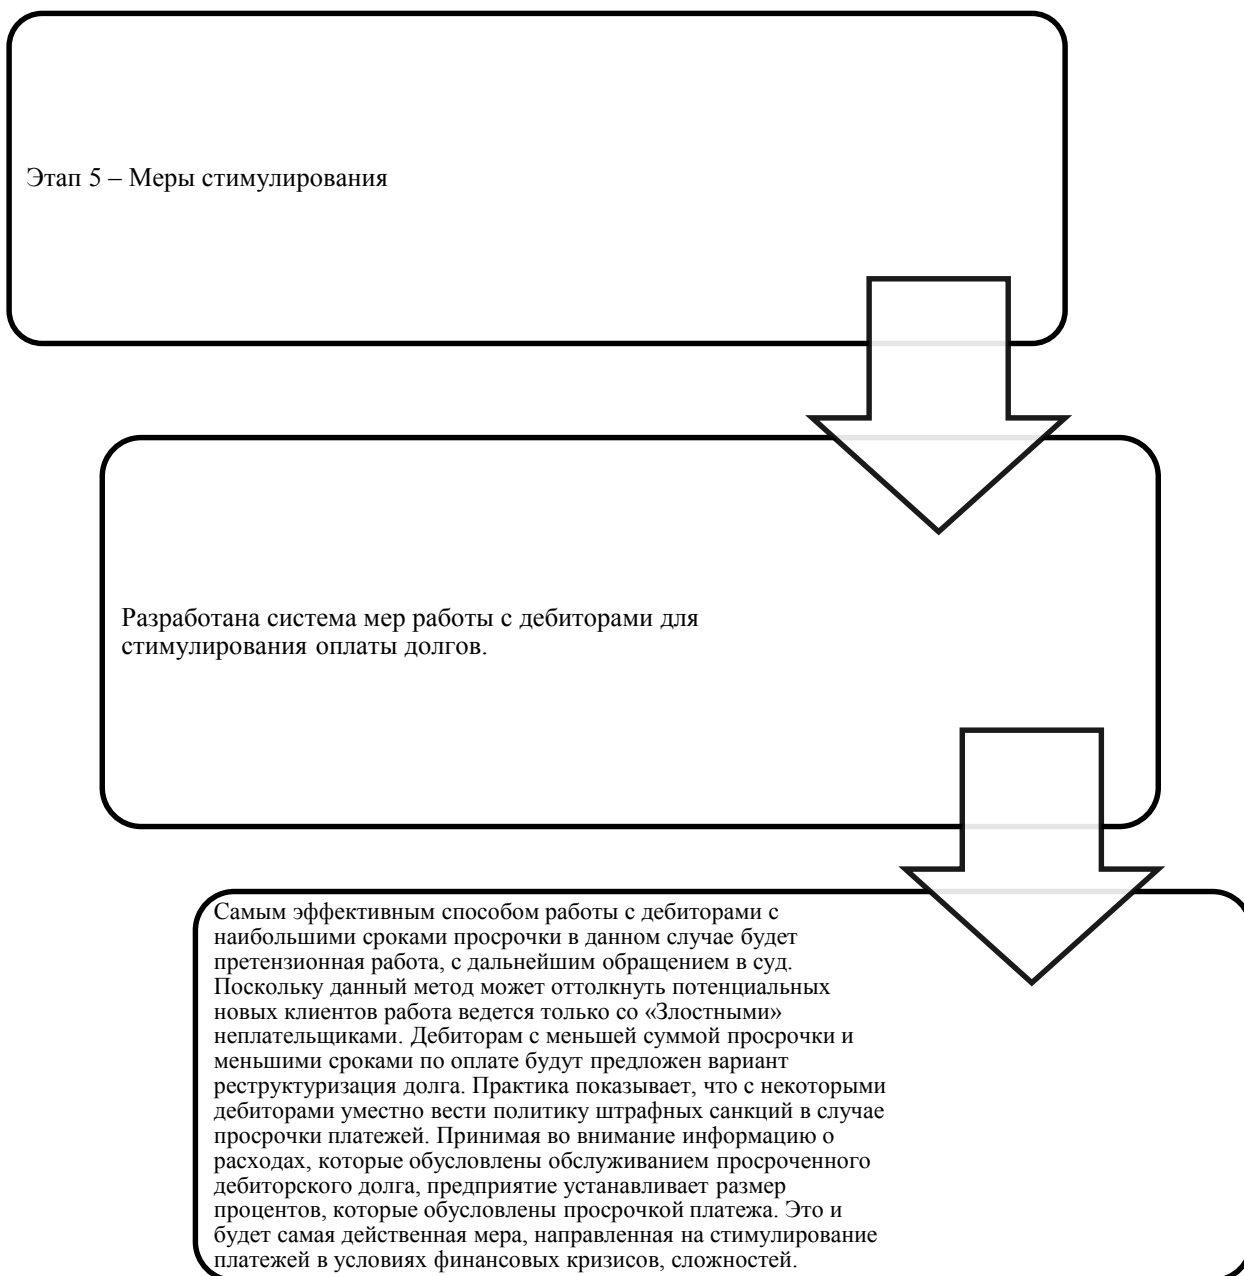 Этап 5 – Меры стимулирования
Разработана система мер работы с дебиторами для
стимулирования оплаты долгов.
Самым эффективным способом работы с дебиторами с
наибольшими сроками просрочки в данном случае будет
претензионная работа, с дальнейшим обращением в суд.
Поскольку данный метод может оттолкнуть потенциальных
новых клиентов работа ведется только со «Злостными»
неплательщиками. Дебиторам с меньшей суммой просрочки и
меньшими сроками по оплате будут предложен вариант
реструктуризация долга. Практика показывает, что с некоторыми
дебиторами уместно вести политику штрафных санкций в случае
просрочки платежей. Принимая во внимание информацию о
расходах, которые обусловлены обслуживанием просроченного
дебиторского долга, предприятие устанавливает размер
процентов, которые обусловлены просрочкой платежа. Это и
будет самая действенная мера, направленная на стимулирование
платежей в условиях финансовых кризисов, сложностей.